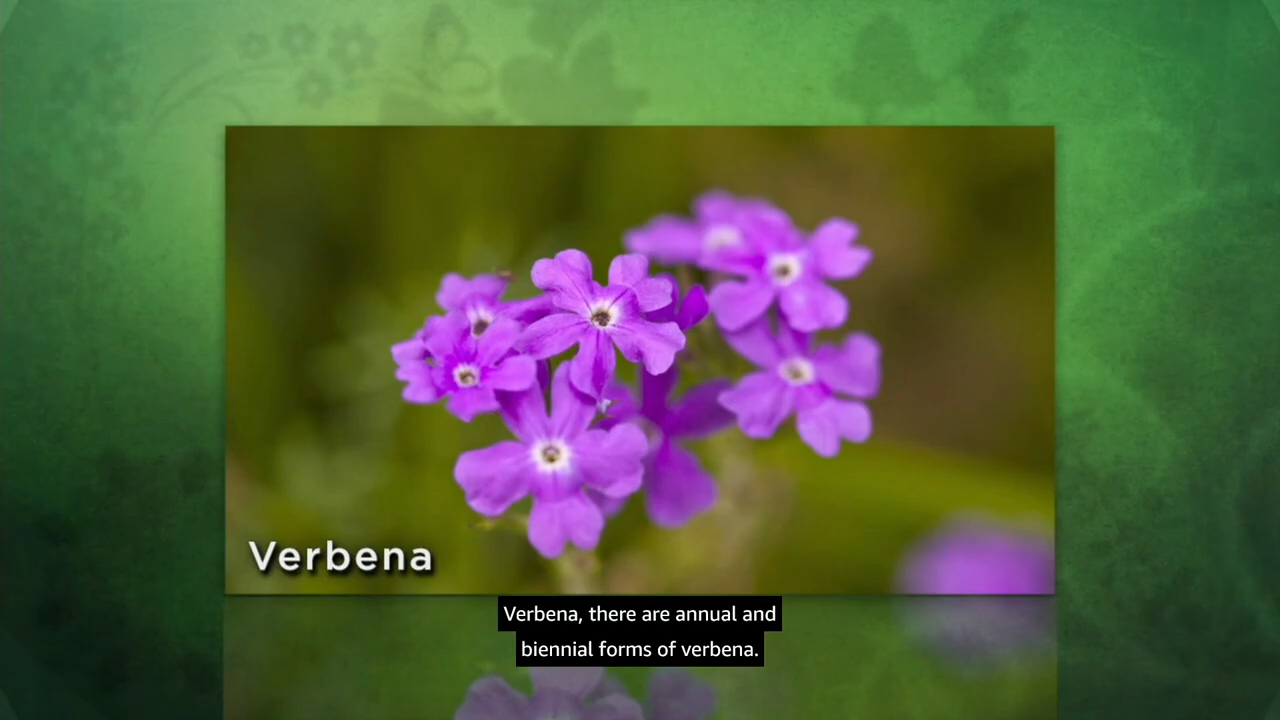 Verbena
Verbena, there are annual and
biennial forms of verbena.